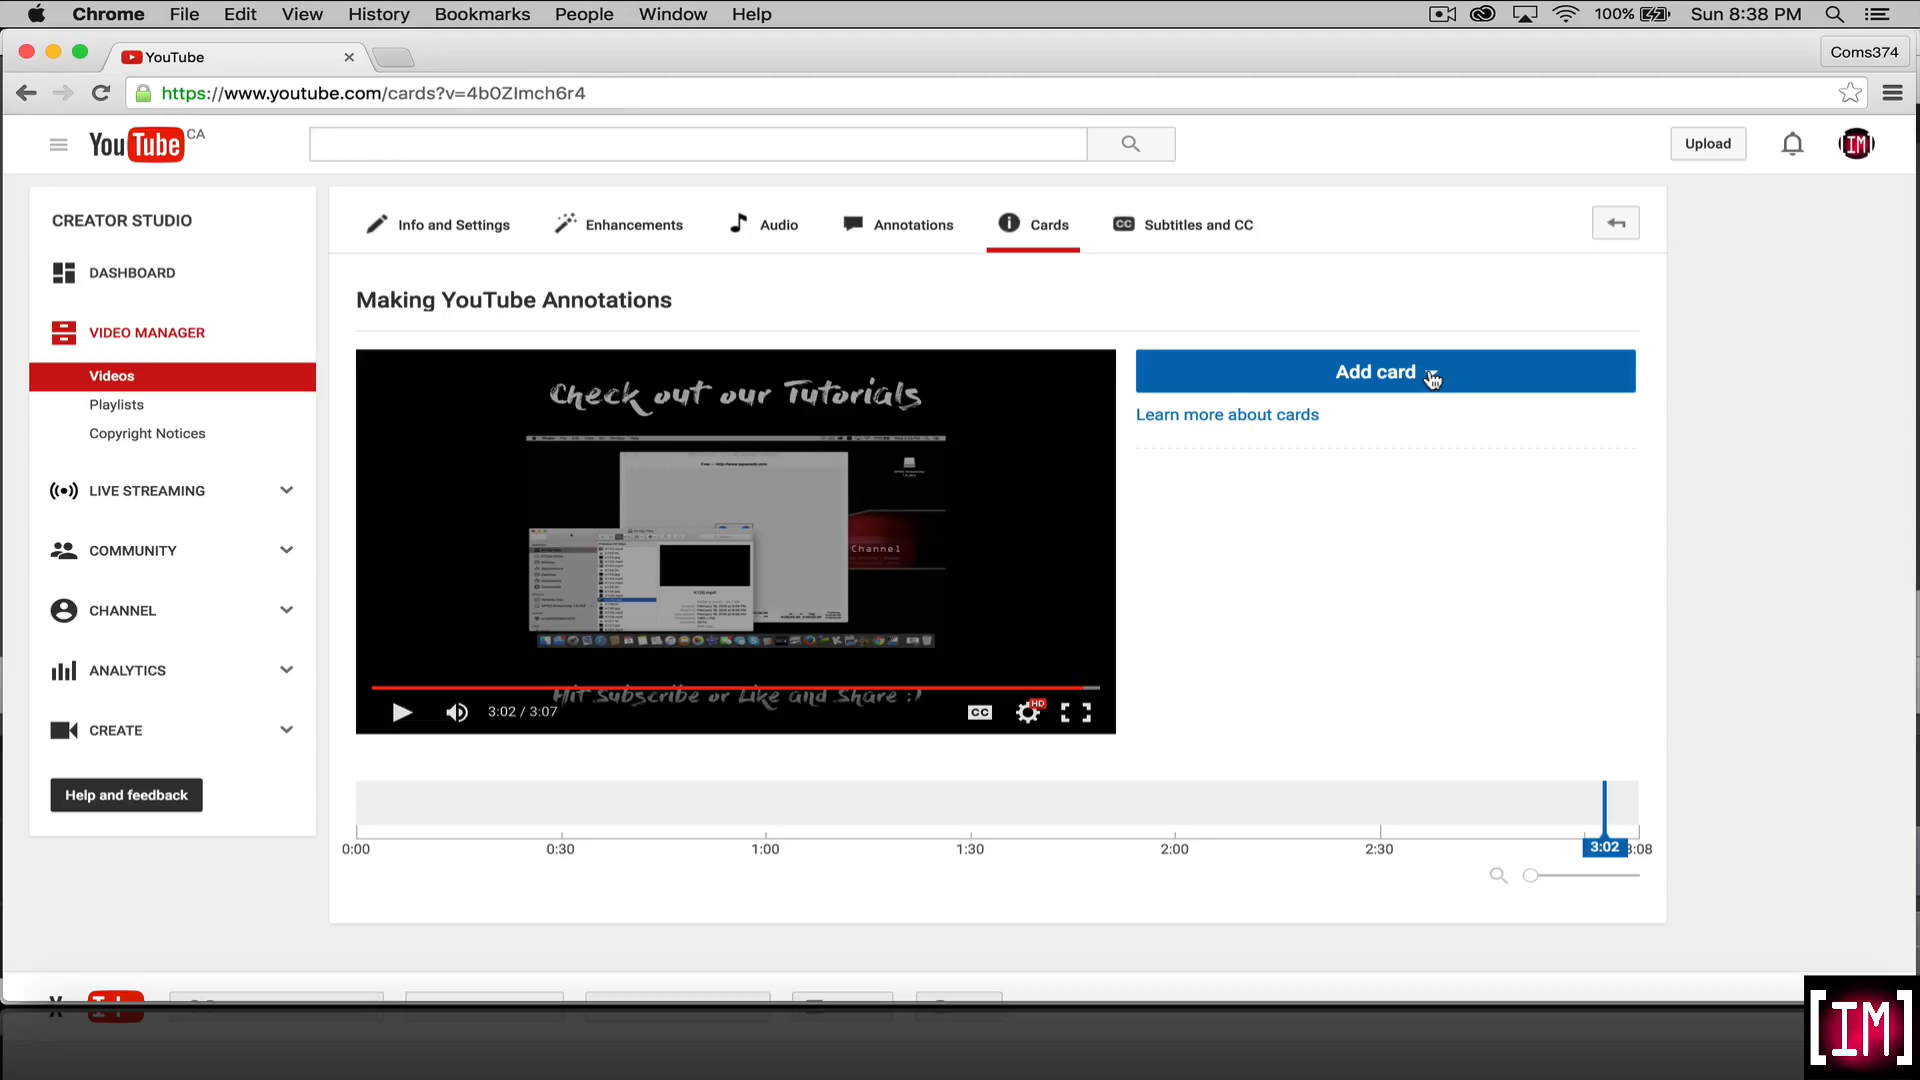 Chrome File Edit View History Bookmarks People Window Help 100% Sun 8:38 PM
YouTube Coms374
https://www.youtube.com/cards?v=4b0ZImch6r4
YouTube CA Upload IM
CREATOR STUDIO
DASHBOARD
VIDEO MANAGER
Videos
Playlists
Copyright Notices
LIVE STREAMING
COMMUNITY
CHANNEL
ANALYTICS
CREATE
Help and feedback
Info and Settings Enhancements Audio Annotations Cards CC Subtitles and CC
Making YouTube Annotations
Check out our Tutorials
Channel
Hit Subscribe or Like and Share :)
3:02 / 3:07 CC HD
Add card
Learn more about cards
0:00 0:30 1:00 1:30 2:00 2:30 3:02 3:08
[IM]